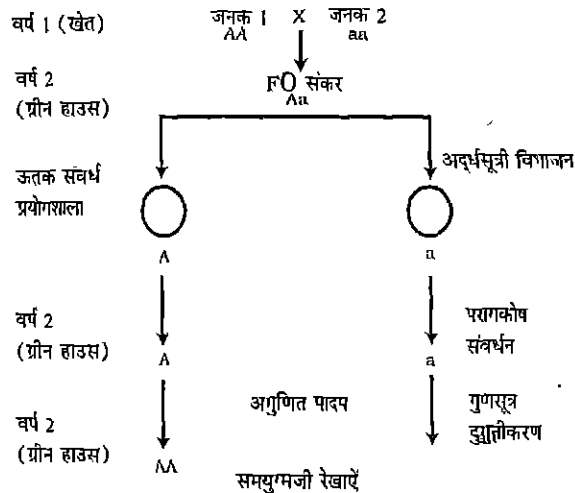 वर्ष 1 (खेत) जनक 1 X जनक 2
AA aa
वर्ष 2 FO संकर
(ग्रीन हाउस) Aa
अर्द्धसूत्री विभाजन
ऊतक संवर्ध
प्रयोगशाला
A a
वर्ष 2 परागकोष
(ग्रीन हाउस) A a संवर्धन
अगुणित पादप गुणसूत्र
वर्ष 2 दुगुतीकरण
(ग्रीन हाउस) AA
समयुग्मजी रेखाऐं